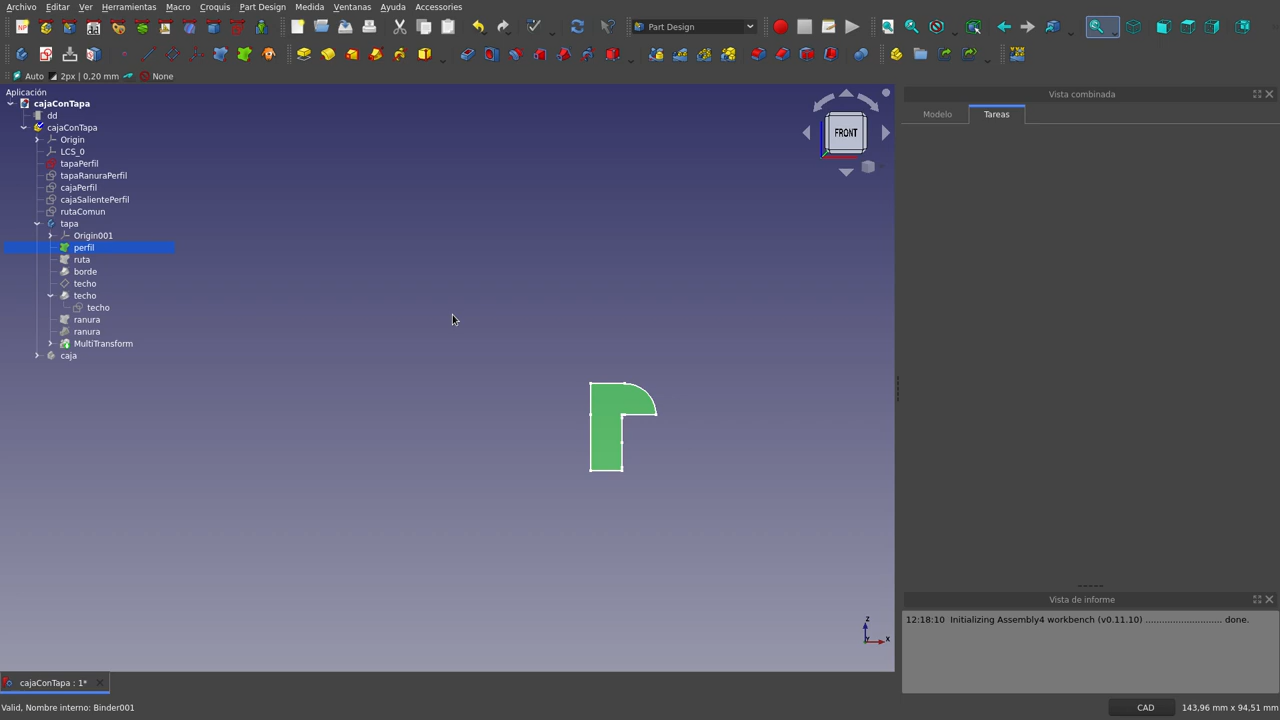 Archivo Editar Ver Herramientas Macro Croquis Part Design Medida Ventanas Ayuda Accesorios
Part Design
Auto 2px | 0,20 mm None
Aplicación
cajaConTapa
dd
cajaConTapa
Origin
LCS_0
tapaPerfil
tapaRanuraPerfil
cajaPerfil
cajaSalientePerfil
rutaComun
tapa
Origin001
perfil
ruta
borde
techo
techo
techo
ranura
ranura
MultiTransform
caja
FRONT
Z
X
Vista combinada
Modelo Tareas
Vista de informe
12:18:10 Initializing Assembly4 workbench (v0.11.10) ........................... done.
cajaConTapa : 1*
Valid, Nombre interno: Binder001
CAD 143,96 mm x 94,51 mm